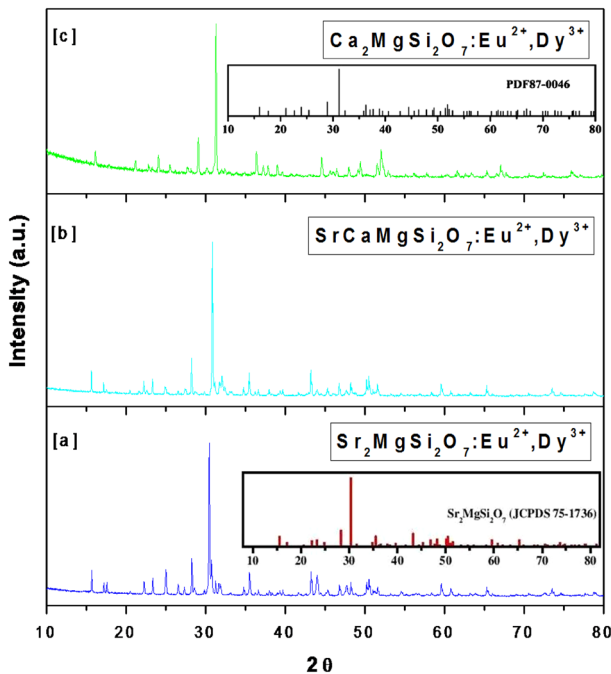 [c]
Ca₂MgSi₂O₇:Eu²⁺,Dy³⁺
PDF87-0046
10 20 30 40 50 60 70 80
[b]
SrCaMgSi₂O₇:Eu²⁺,Dy³⁺
Intensity (a.u.)
[a]
Sr₂MgSi₂O₇:Eu²⁺,Dy³⁺
Sr₂MgSi₂O₇ (JCPDS 75-1736)
10 20 30 40 50 60 70 80
10 20 30 40 50 60 70 80
2 θ